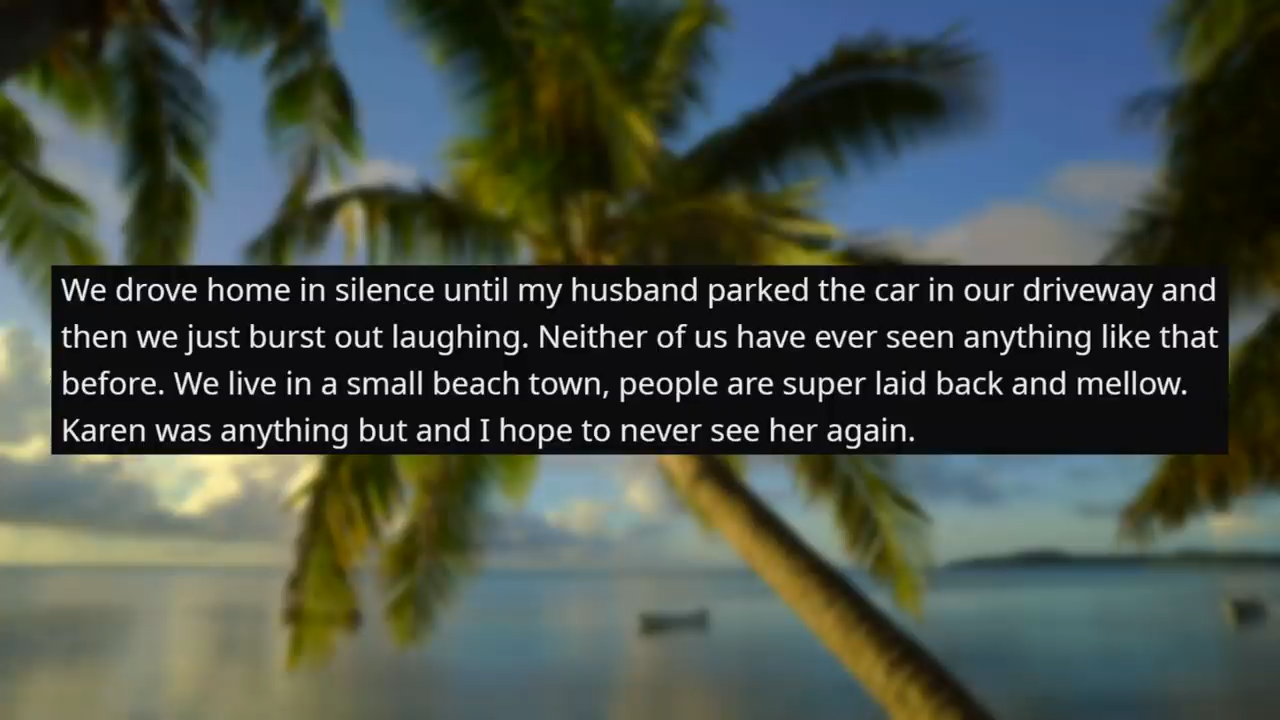 We drove home in silence until my husband parked the car in our driveway and
then we just burst out laughing. Neither of us have ever seen anything like that
before. We live in a small beach town, people are super laid back and mellow.
Karen was anything but and I hope to never see her again.